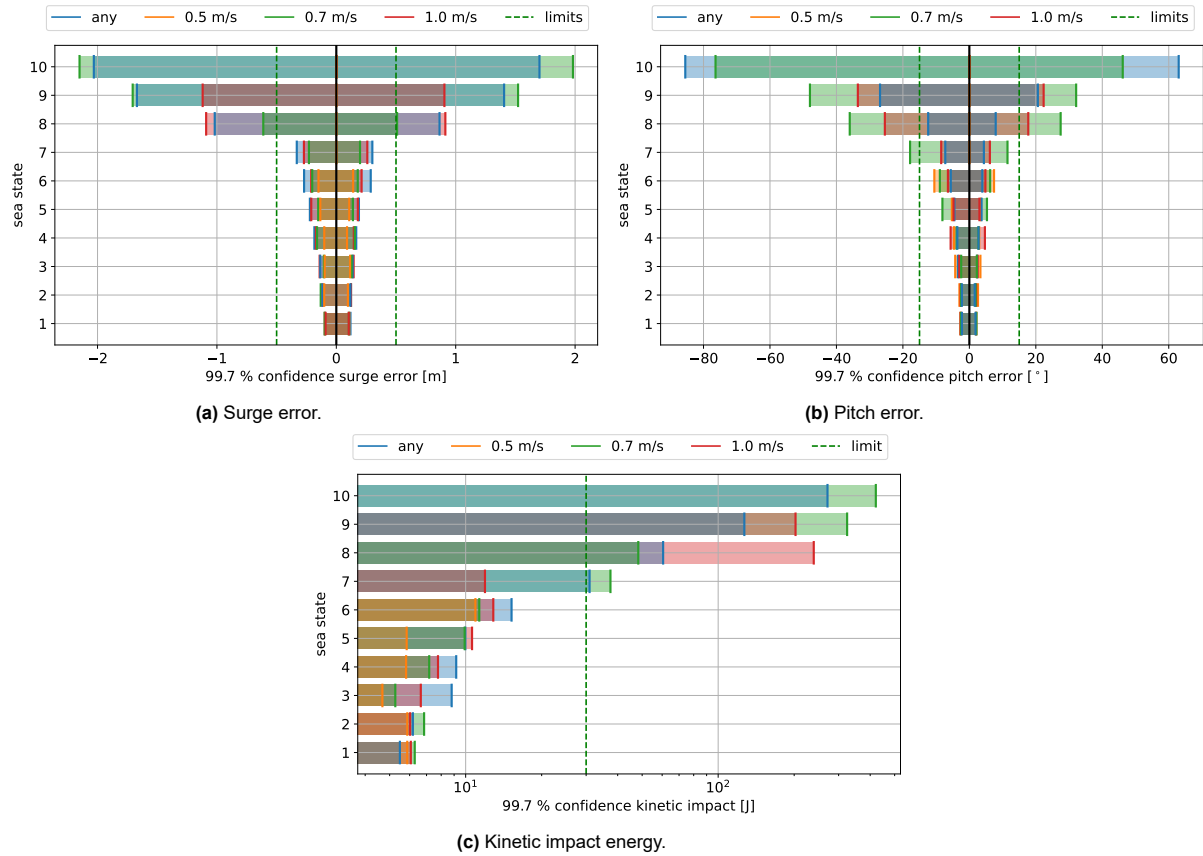 any 0.5 m/s 0.7 m/s 1.0 m/s limits
10
9
8
7
6
5
4
3
2
1
sea state
−2 −1 0 1 2
99.7 % confidence surge error [m]
(a) Surge error.
any 0.5 m/s 0.7 m/s 1.0 m/s limits
10
9
8
7
6
5
4
3
2
1
sea state
−80 −60 −40 −20 0 20 40 60
99.7 % confidence pitch error [°]
(b) Pitch error.
any 0.5 m/s 0.7 m/s 1.0 m/s limit
10
9
8
7
6
5
4
3
2
1
sea state
10¹ 10²
99.7 % confidence kinetic impact [J]
(c) Kinetic impact energy.